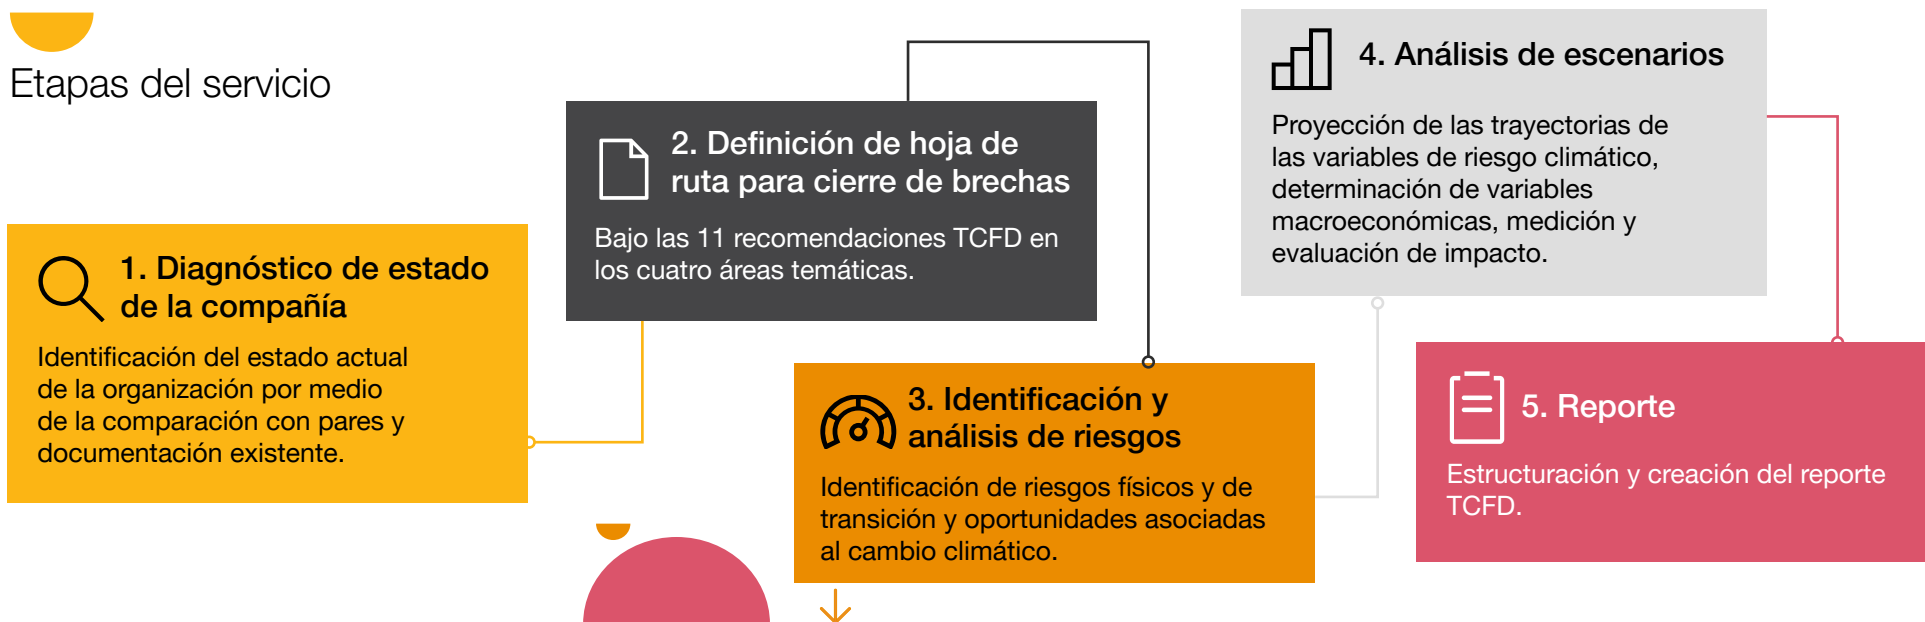 Etapas del servicio
1. Diagnóstico de estado
de la compañía
Identificación del estado actual
de la organización por medio
de la comparación con pares y
documentación existente.
2. Definición de hoja de
ruta para cierre de brechas
Bajo las 11 recomendaciones TCFD en
los cuatro áreas temáticas.
3. Identificación y
análisis de riesgos
Identificación de riesgos físicos y de
transición y oportunidades asociadas
al cambio climático.
4. Análisis de escenarios
Proyección de las trayectorias de
las variables de riesgo climático,
determinación de variables
macroeconómicas, medición y
evaluación de impacto.
5. Reporte
Estructuración y creación del reporte
TCFD.